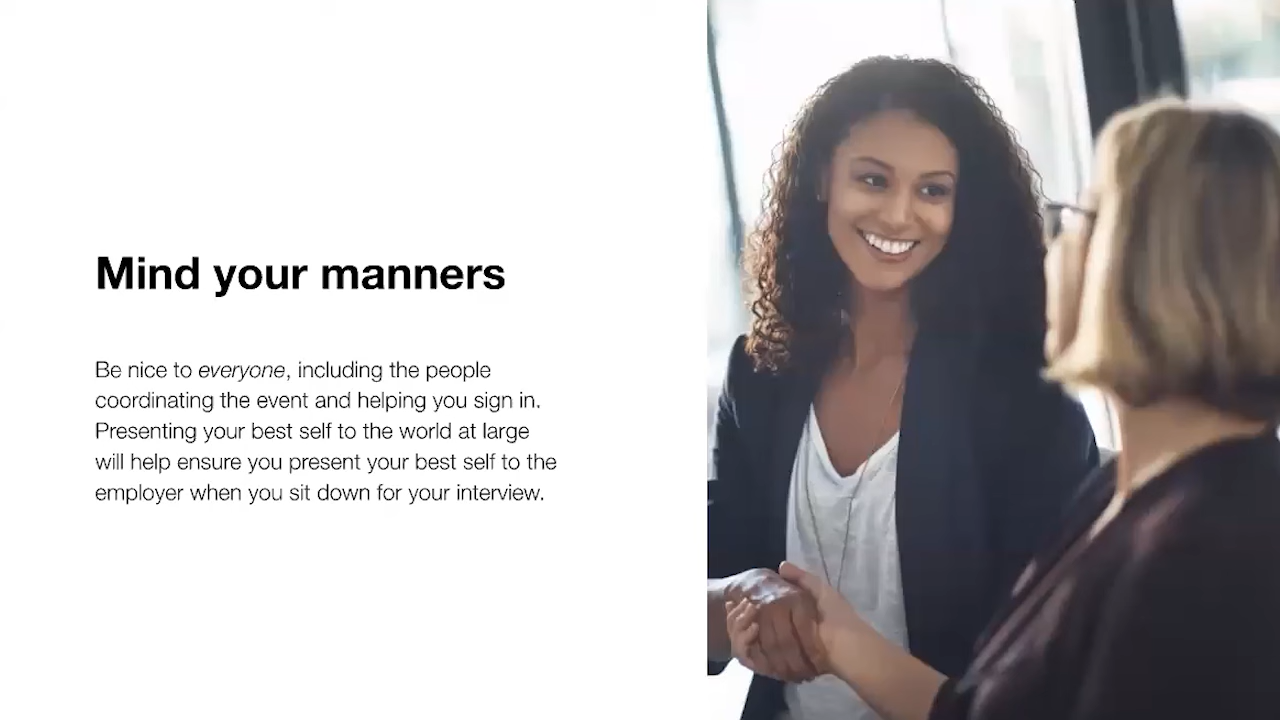 Mind your manners
Be nice to everyone, including the people
coordinating the event and helping you sign in.
Presenting your best self to the world at large
will help ensure you present your best self to the
employer when you sit down for your interview.